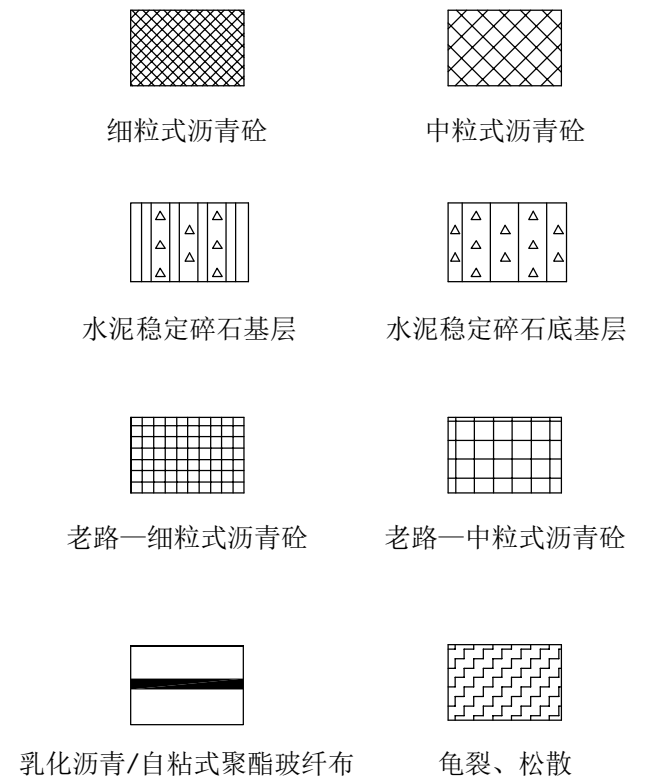 细粒式沥青砼
中粒式沥青砼
水泥稳定碎石基层
水泥稳定碎石底基层
老路—细粒式沥青砼
老路—中粒式沥青砼
乳化沥青/自粘式聚酯玻纤布
龟裂、松散